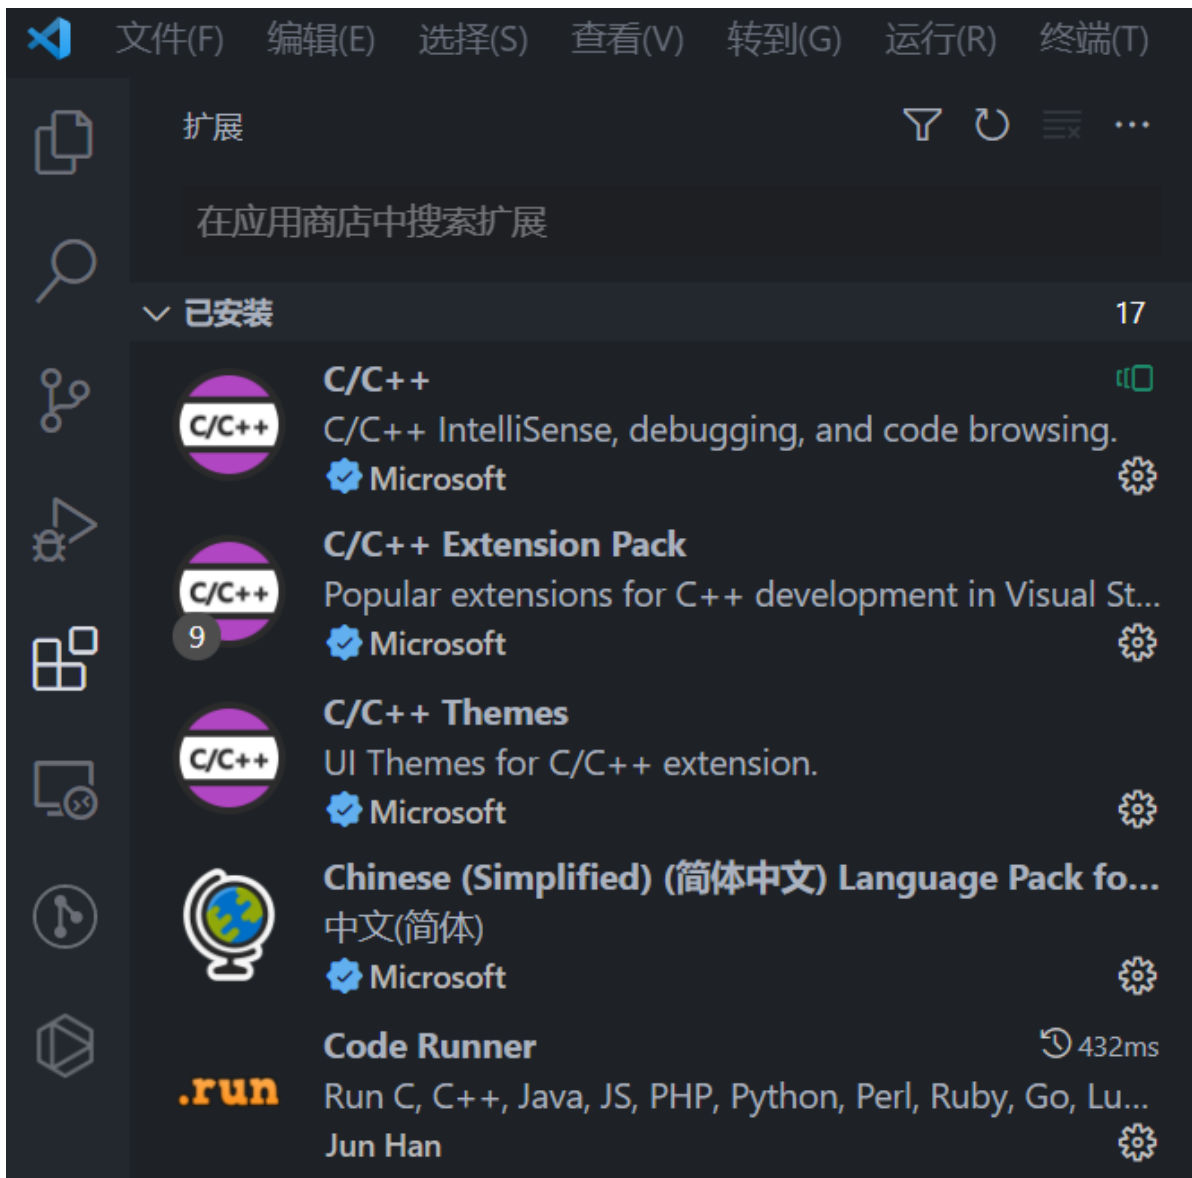 文件(F) 编辑(E) 选择(S) 查看(V) 转到(G) 运行(R) 终端(T)
扩展
在应用商店中搜索扩展
已安装 17
C/C++
C/C++
C/C++ IntelliSense, debugging, and code browsing.
Microsoft
C/C++ Extension Pack
C/C++
Popular extensions for C++ development in Visual St...
9
Microsoft
C/C++ Themes
C/C++
UI Themes for C/C++ extension.
Microsoft
Chinese (Simplified) (简体中文) Language Pack fo...
中文(简体)
Microsoft
Code Runner 432ms
.run
Run C, C++, Java, JS, PHP, Python, Perl, Ruby, Go, Lu...
Jun Han